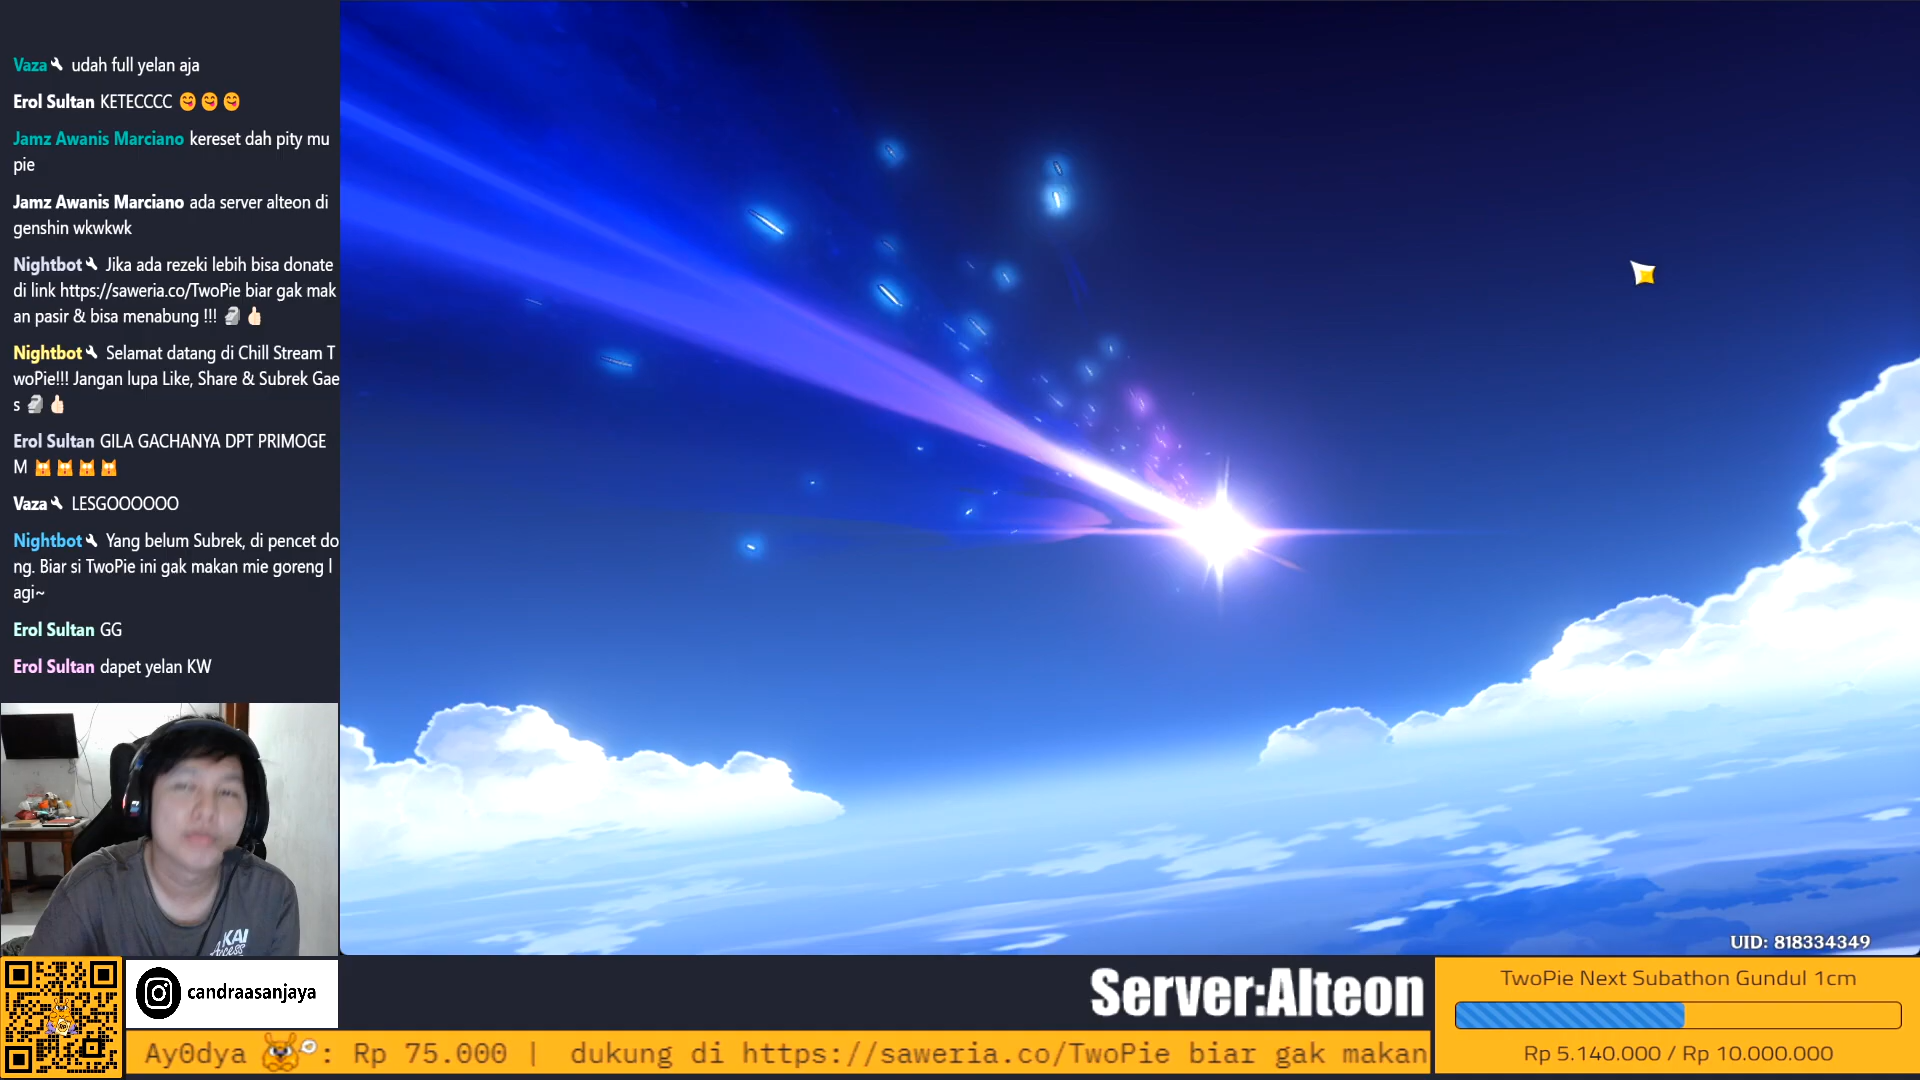 Vaza udah full yelan aja
Erol Sultan KETECCCC 😋😋😋
Jamz Awanis Marciano kereset dah pity mu
pie
Jamz Awanis Marciano ada server alteon di
genshin wkwkwk
Nightbot Jika ada rezeki lebih bisa donate
di link https://saweria.co/TwoPie biar gak mak
an pasir & bisa menabung !!! 🗿👍🏻
Nightbot Selamat datang di Chill Stream T
woPie!!! Jangan lupa Like, Share & Subrek Gae
s 🗿👍🏻
Erol Sultan GILA GACHANYA DPT PRIMOGE
M 🙀🙀🙀🙀
Vaza LESGOOOOOO
Nightbot Yang belum Subrek, di pencet do
ng. Biar si TwoPie ini gak makan mie goreng l
agi~
Erol Sultan GG
Erol Sultan dapet yelan KW
KAI
Access
UID: 818334349
candraasanjaya
Server:Alteon
TwoPie Next Subathon Gundul 1cm
Rp 5.140.000 / Rp 10.000.000
Ay0dya : Rp 75.000 | dukung di https://saweria.co/TwoPie biar gak makan